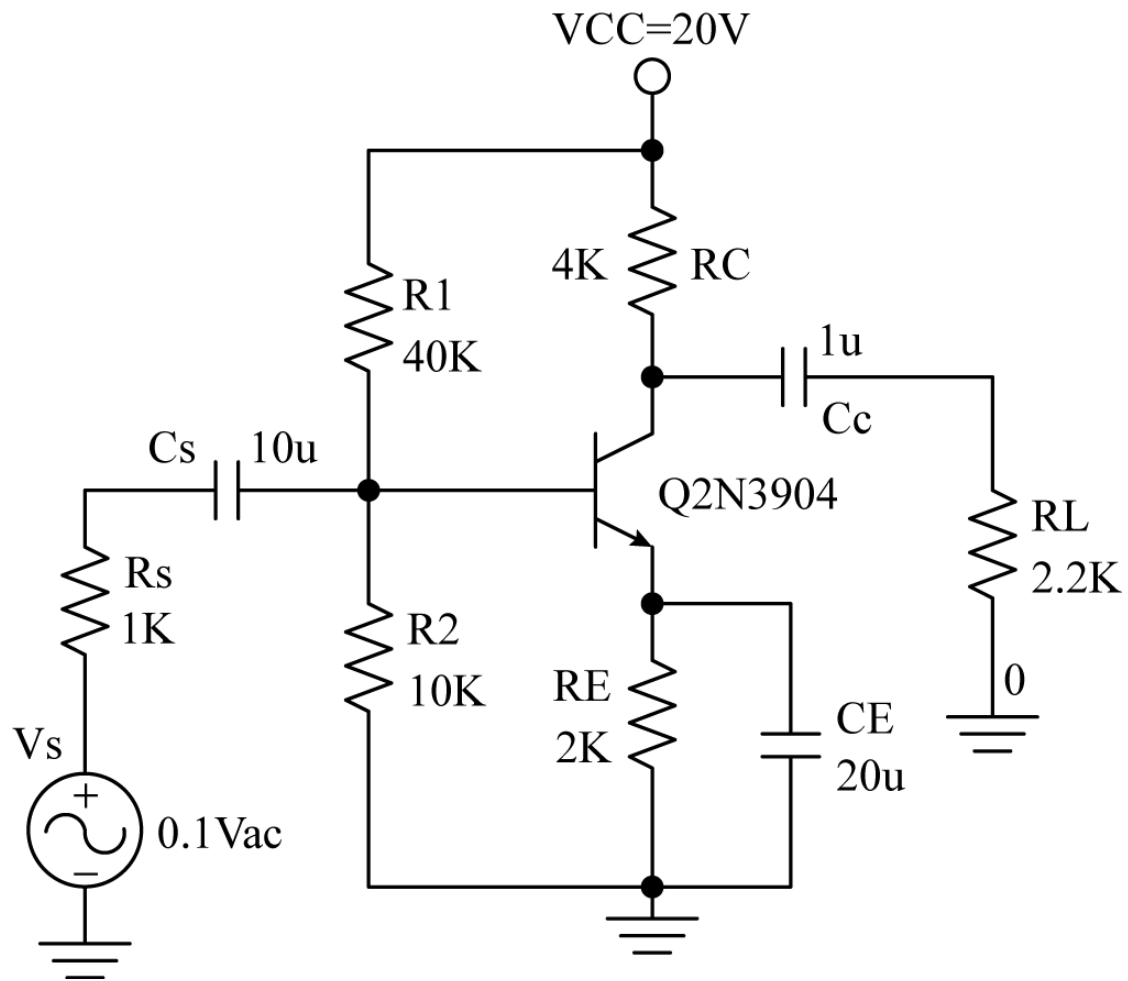 VCC=20V
4K
RC
R1
40K
1u
Cc
Cs
10u
Q2N3904
RL
2.2K
Rs
1K
R2
10K
RE
2K
0
CE
20u
Vs
+
0.1Vac
−